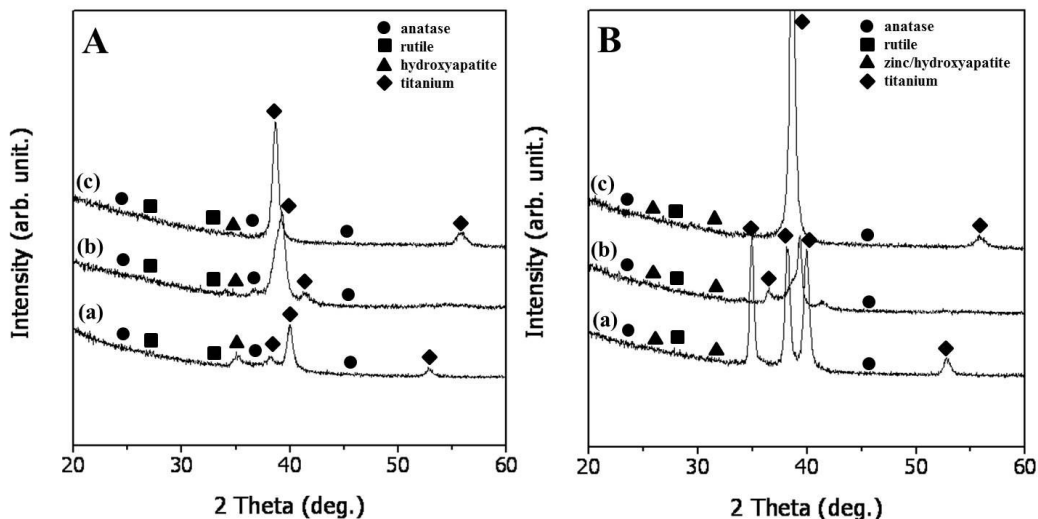 A
● anatase
■ rutile
▲ hydroxyapatite
◆ titanium
(c)
(b)
(a)
Intensity (arb. unit.)
20 30 40 50 60
2 Theta (deg.)
B
● anatase
■ rutile
▲ zinc/hydroxyapatite
◆ titanium
(c)
(b)
(a)
Intensity (arb. unit.)
20 30 40 50 60
2 Theta (deg.)